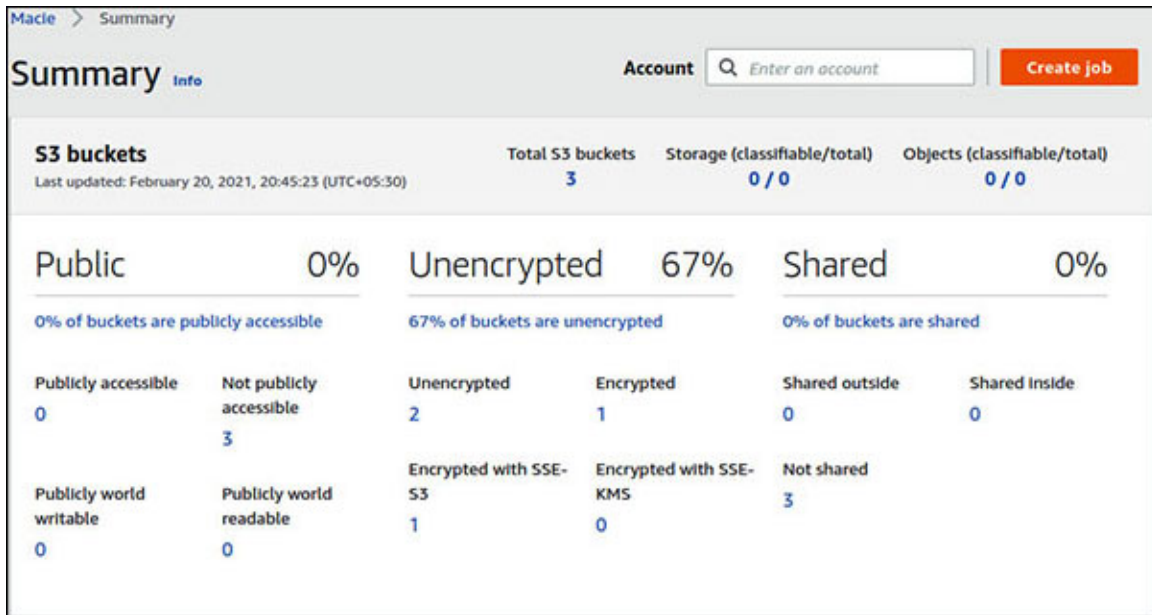 Macie > Summary
Summary Info
Account Enter an account Create job
S3 buckets
Last updated: February 20, 2021, 20:45:23 (UTC+05:30)
Total S3 buckets
3
Storage (classifiable/total)
0 / 0
Objects (classifiable/total)
0 / 0
Public 0%
0% of buckets are publicly accessible
Publicly accessible
0
Not publicly
accessible
3
Publicly world
writable
0
Publicly world
readable
0
Unencrypted 67%
67% of buckets are unencrypted
Unencrypted
2
Encrypted
1
Encrypted with SSE-
S3
1
Encrypted with SSE-
KMS
0
Shared 0%
0% of buckets are shared
Shared outside
0
Shared inside
0
Not shared
3